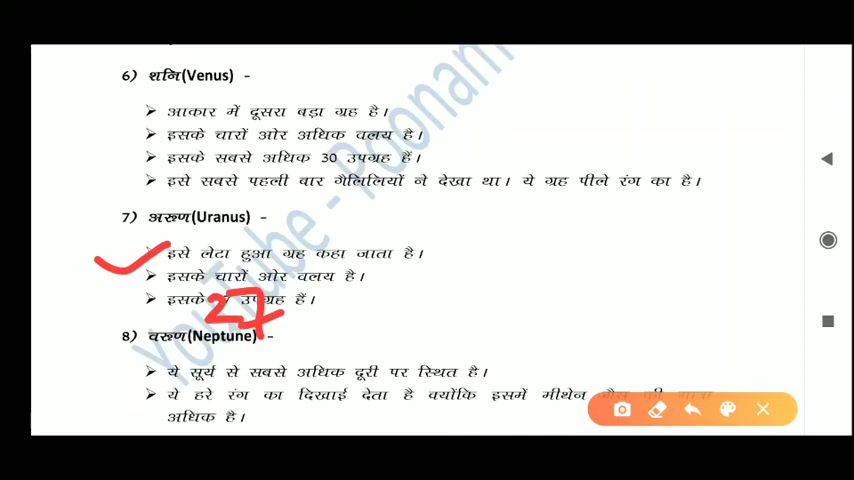 6) शनि(Venus) -
➢ आकार में दूसरा बड़ा ग्रह है।
➢ इसके चारों ओर अधिक वलय है।
➢ इसके सबसे अधिक 30 उपग्रह हैं।
➢ इसे सबसे पहली बार गैलिलियों ने देखा था। ये ग्रह पीले रंग का है।
7) अरुण(Uranus) -
इसे लेटा हुआ ग्रह कहा जाता है।
➢ इसके चारों ओर वलय है।
➢ इसके 27 उपग्रह हैं।
8) वरुण(Neptune) -
➢ ये सूर्य से सबसे अधिक दूरी पर स्थित है।
➢ ये हरे रंग का दिखाई देता है क्योंकि इसमें मीथेन गैस की मात्रा
अधिक है।
YouTube - Poonam